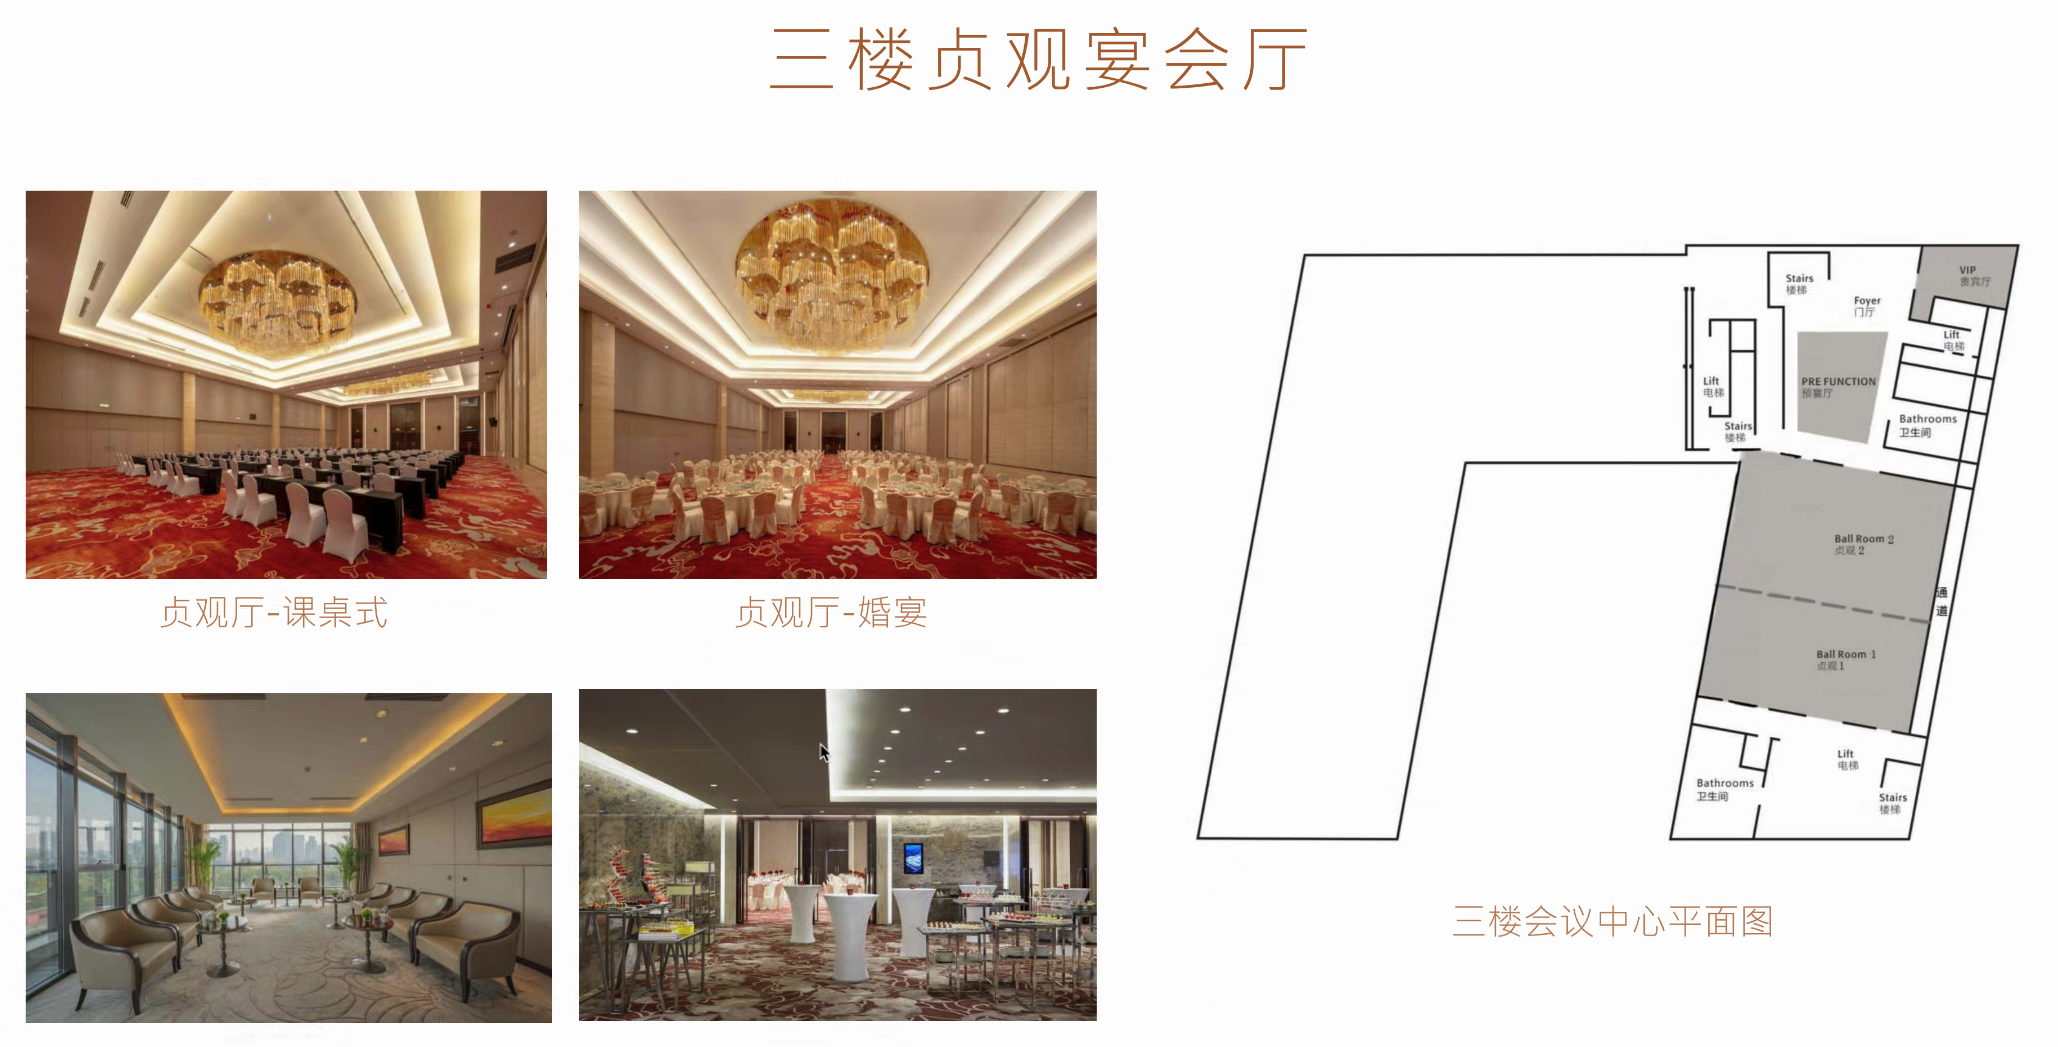 三楼贞观宴会厅
贞观厅-课桌式
贞观厅-婚宴
Stairs
楼梯
Foyer
门厅
VIP
贵宾厅
Lift
电梯
PRE FUNCTION
预宴厅
Lift
电梯
Stairs
楼梯
Bathrooms
卫生间
Ball Room 2
贞观 2
通
道
Ball Room 1
贞观1
Lift
电梯
Bathrooms
卫生间
Stairs
楼梯
三楼会议中心平面图